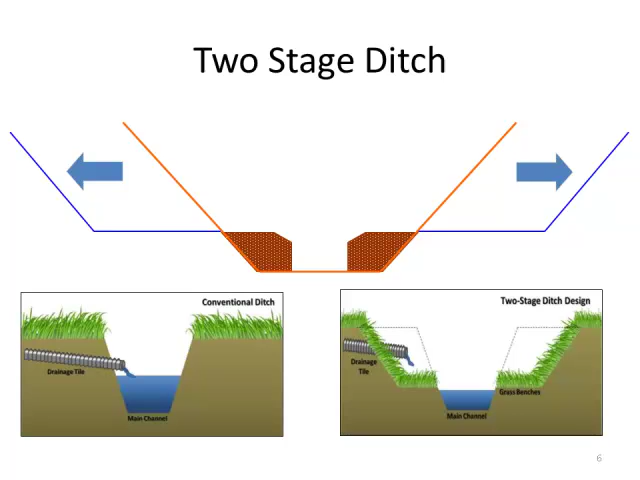 Two Stage Ditch
Conventional Ditch
Drainage Tile
Main Channel
Two-Stage Ditch Design
Drainage
Tile
Grass Benches
Main Channel
6